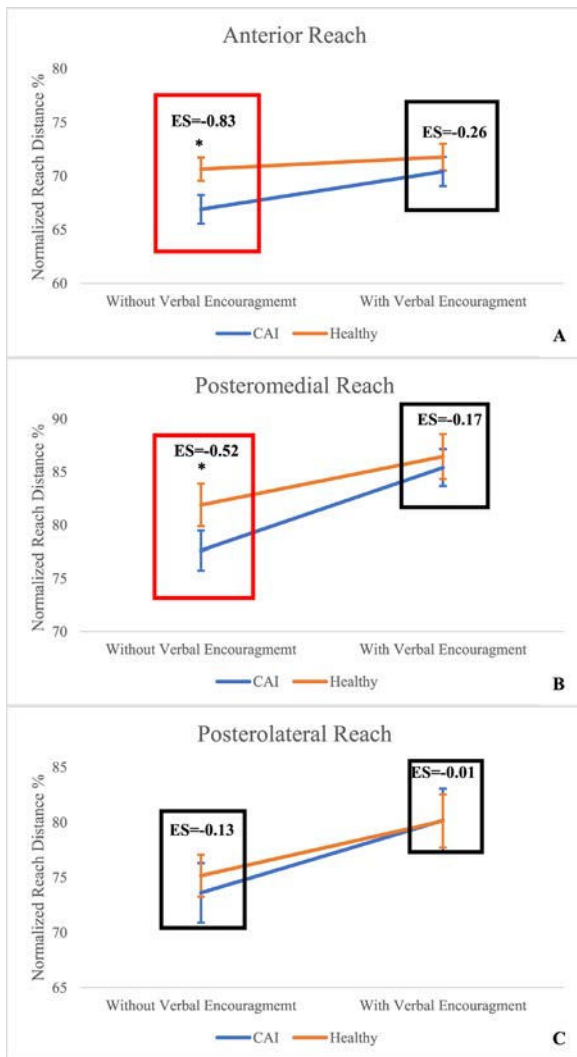 Anterior Reach
80
75
70
65
60
Normalized Reach Distance %
ES=-0.83
*
ES=-0.26
Without Verbal Encouragmemt
With Verbal Encouragment
CAI
Healthy
A
Posteromedial Reach
90
85
80
75
70
Normalized Reach Distance %
ES=-0.52
*
ES=-0.17
Without Verbal Encouragmemt
With Verbal Encouragment
CAI
Healthy
B
Posterolateral Reach
85
80
75
70
65
Normalized Reach Distance %
ES=-0.13
ES=-0.01
Without Verbal Encouragmemt
With Verbal Encouragment
CAI
Healthy
C